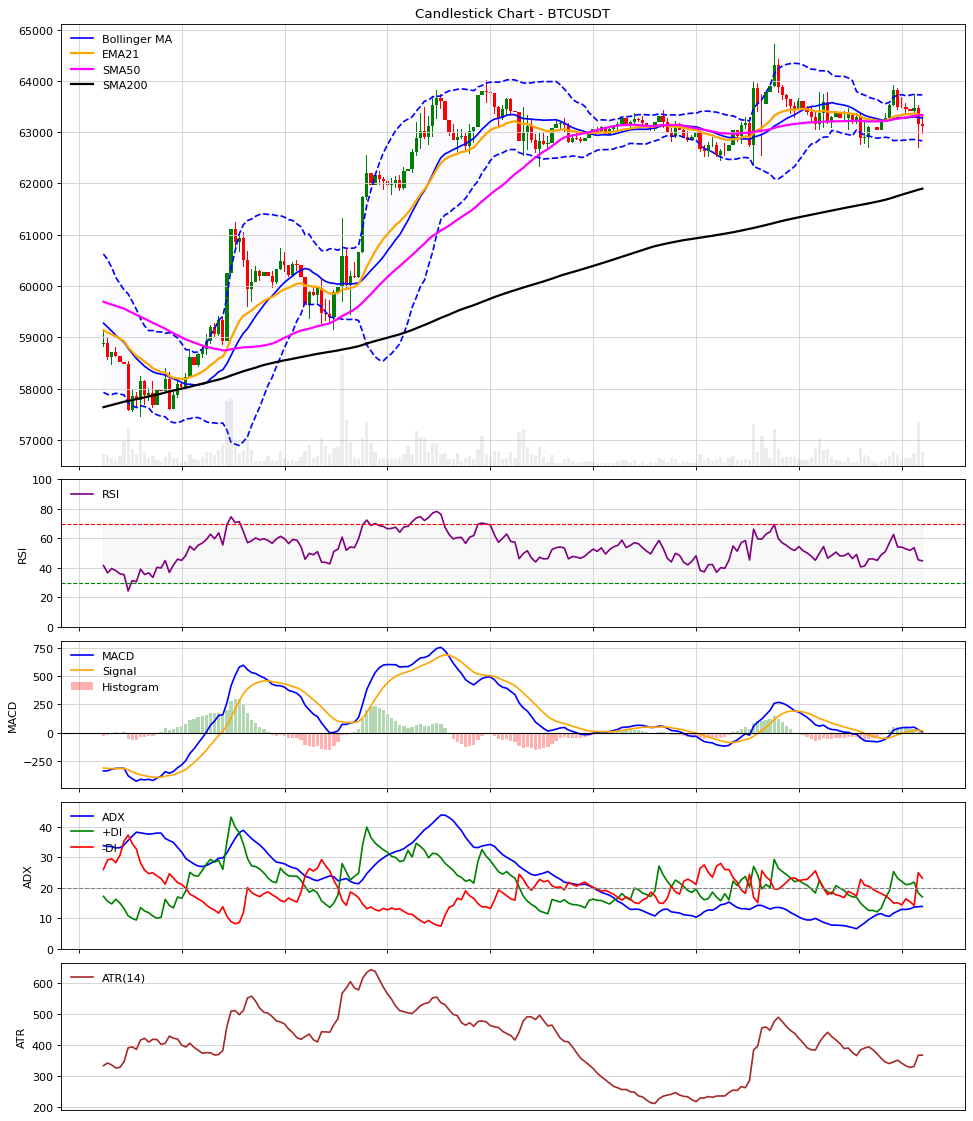 Candlestick Chart - BTCUSDT
65000
64000
63000
62000
61000
60000
59000
58000
57000
Bollinger MA
EMA21
SMA50
SMA200
100
80
60
40
20
0
RSI
RSI
750
500
250
0
−250
MACD
MACD
Signal
Histogram
40
30
20
10
0
ADX
ADX
+DI
-DI
600
500
400
300
200
ATR
ATR(14)